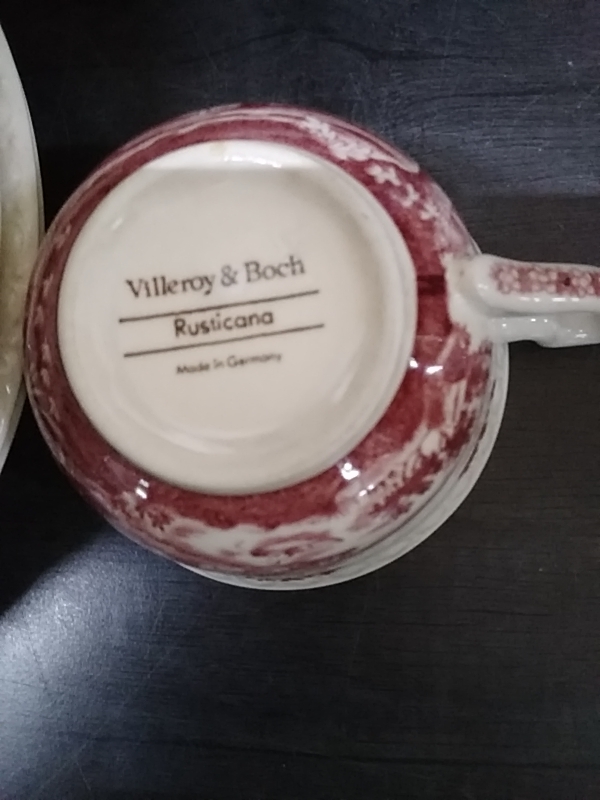 Villeroy & Boch
Rusticana
Made in Germany